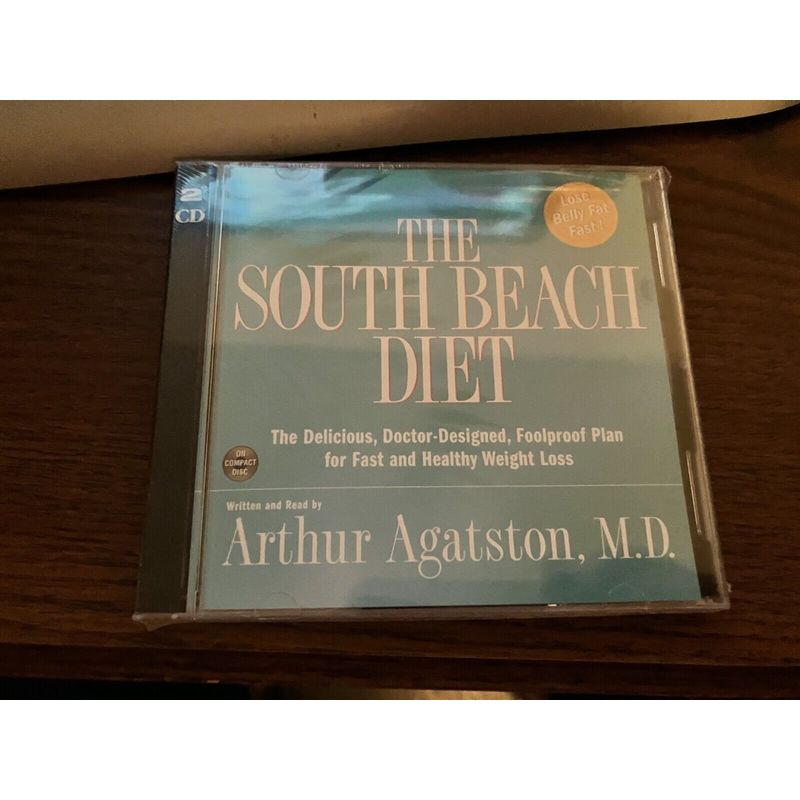 2
CD
Lose
Belly Fat
Fast!
THE
SOUTH BEACH
DIET
The Delicious, Doctor-Designed, Foolproof Plan
for Fast and Healthy Weight Loss
ON
COMPACT
DISC
Written and Read by
Arthur Agatston, M.D.